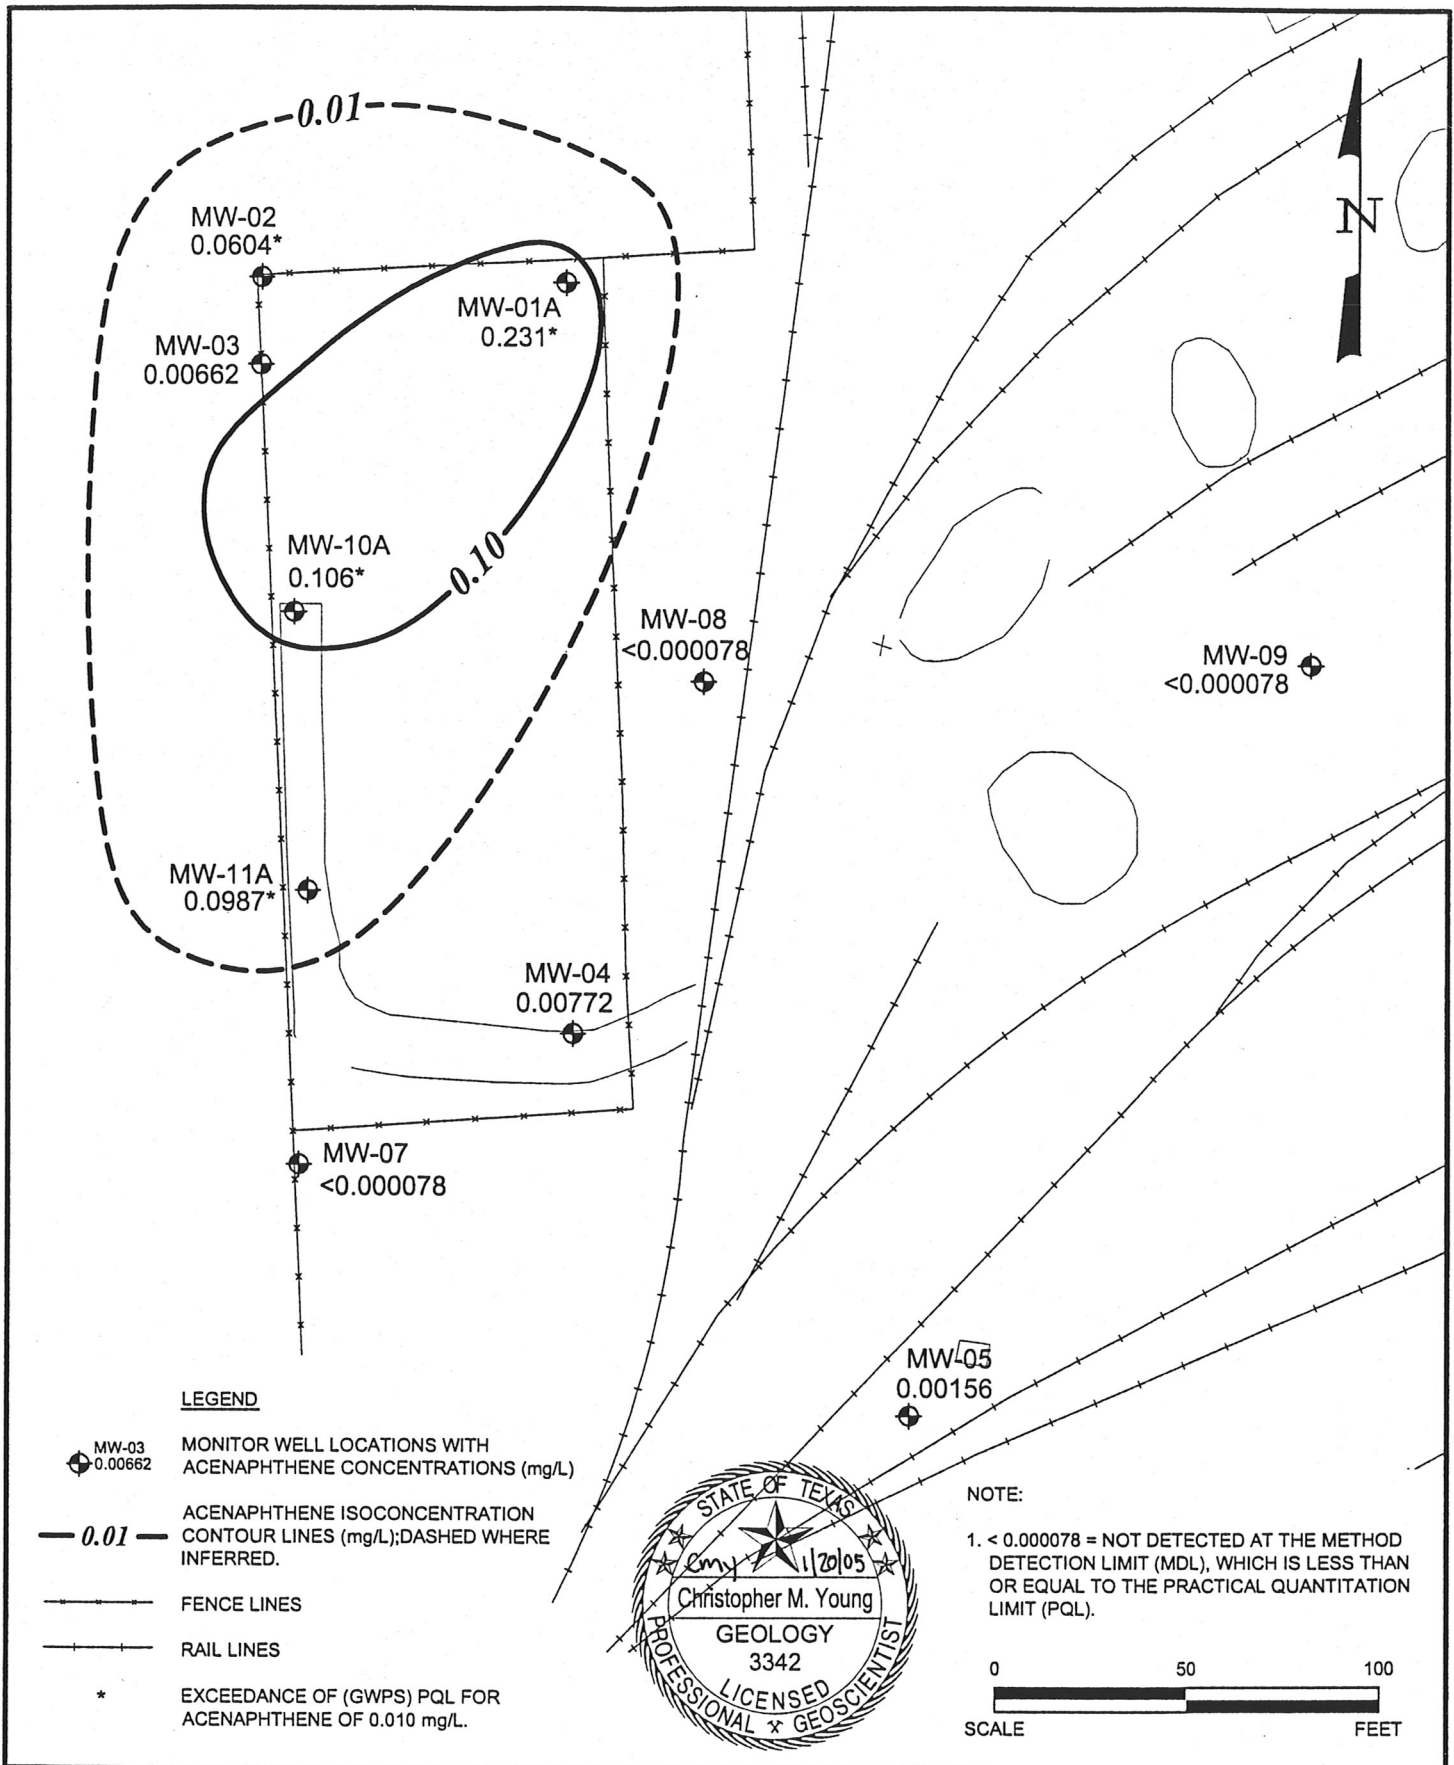 0.01
N
MW-02
0.0604*
MW-01A
0.231*
MW-03
0.00662
MW-10A
0.106*
0.10
MW-08
<0.000078
MW-09
<0.000078
MW-11A
0.0987*
MW-04
0.00772
MW-07
<0.000078
MW-05
0.00156
LEGEND
MW-03
0.00662
MONITOR WELL LOCATIONS WITH
ACENAPHTHENE CONCENTRATIONS (mg/L)
0.01
ACENAPHTHENE ISOCONCENTRATION
CONTOUR LINES (mg/L);DASHED WHERE
INFERRED.
FENCE LINES
RAIL LINES
*
EXCEEDANCE OF (GWPS) PQL FOR
ACENAPHTHENE OF 0.010 mg/L.
STATE OF TEXAS
Cmy 1/20/05
Christopher M. Young
GEOLOGY
3342
LICENSED
PROFESSIONAL GEOSCIENTIST
NOTE:
1. < 0.000078 = NOT DETECTED AT THE METHOD
DETECTION LIMIT (MDL), WHICH IS LESS THAN
OR EQUAL TO THE PRACTICAL QUANTITATION
LIMIT (PQL).
0 50 100
SCALE FEET